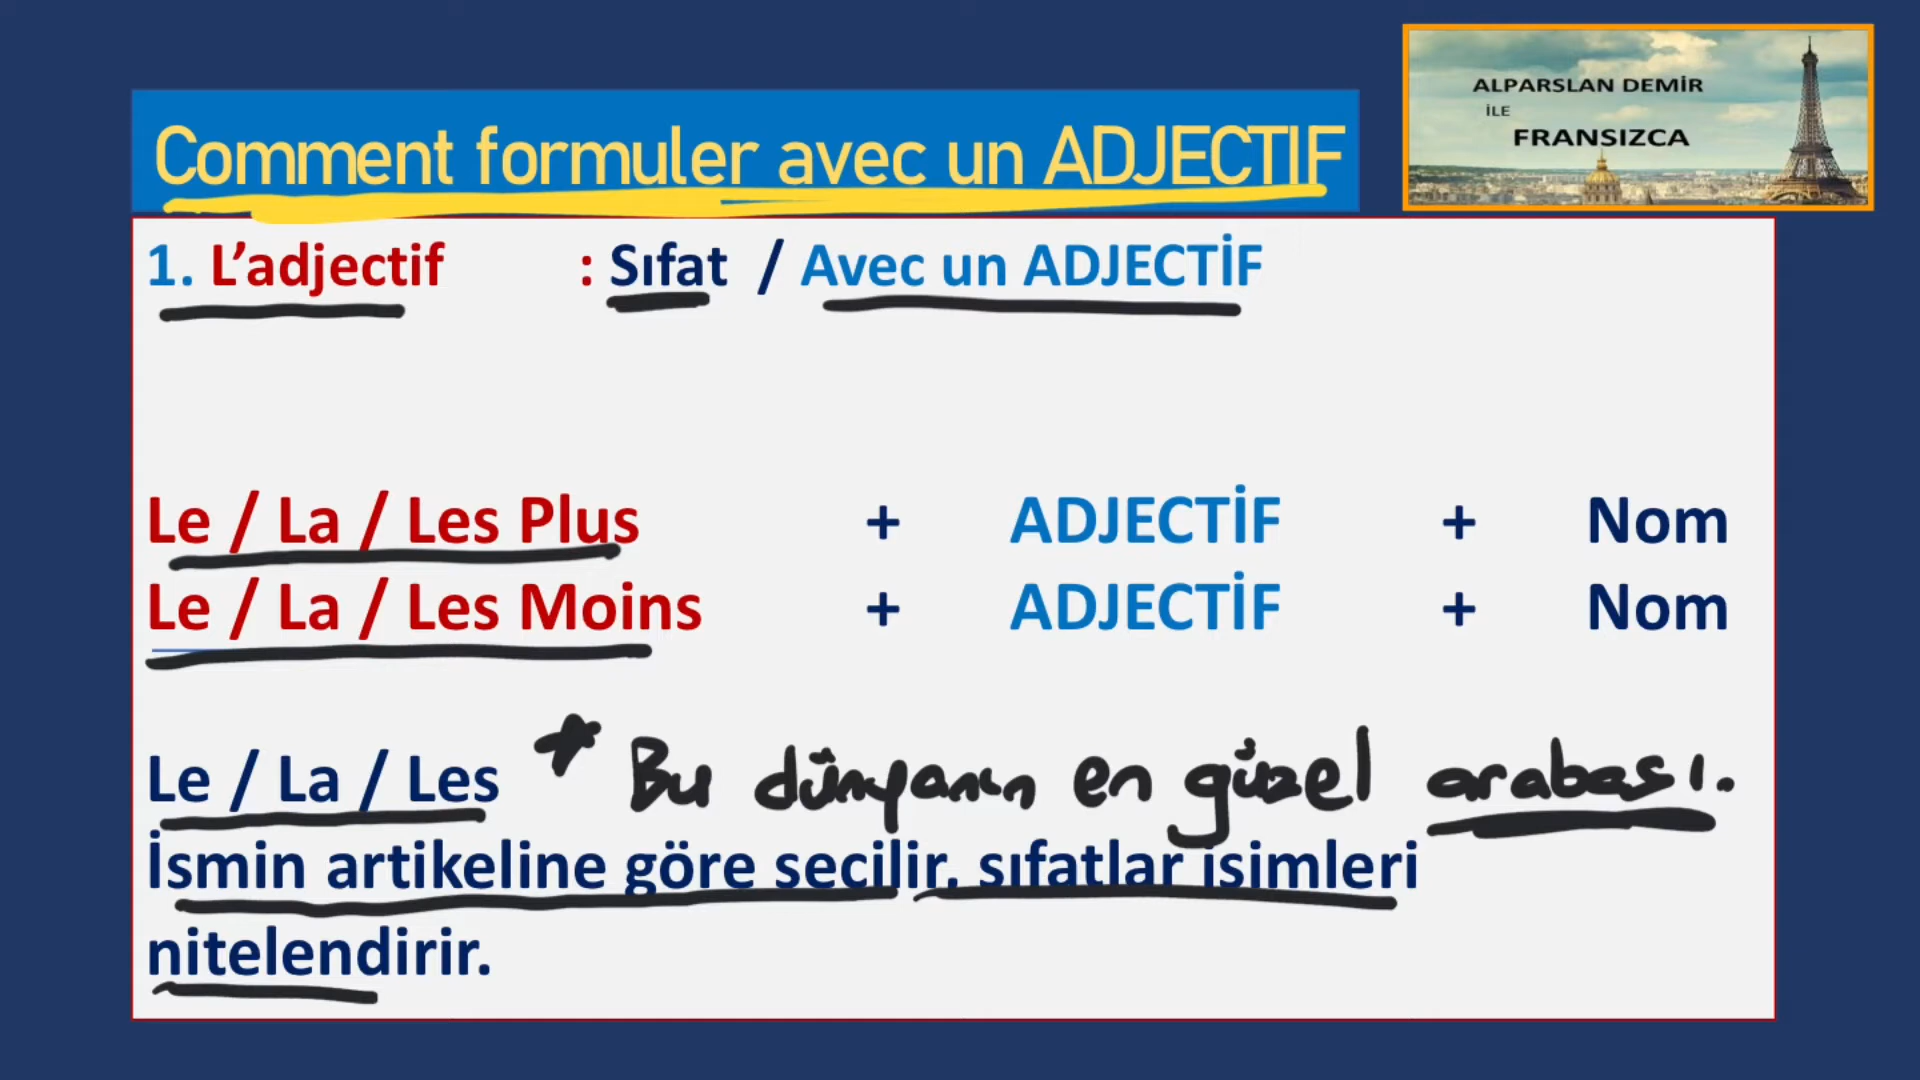 ALPARSLAN DEMİR
İLE
FRANSIZCA
Comment formuler avec un ADJECTIF
1. L’adjectif : Sıfat / Avec un ADJECTİF
Le / La / Les Plus + ADJECTİF + Nom
Le / La / Les Moins + ADJECTİF + Nom
Le / La / Les * Bu dünyanın en güzel arabası.
İsmin artikeline göre seçilir, sıfatlar isimleri
nitelendirir.